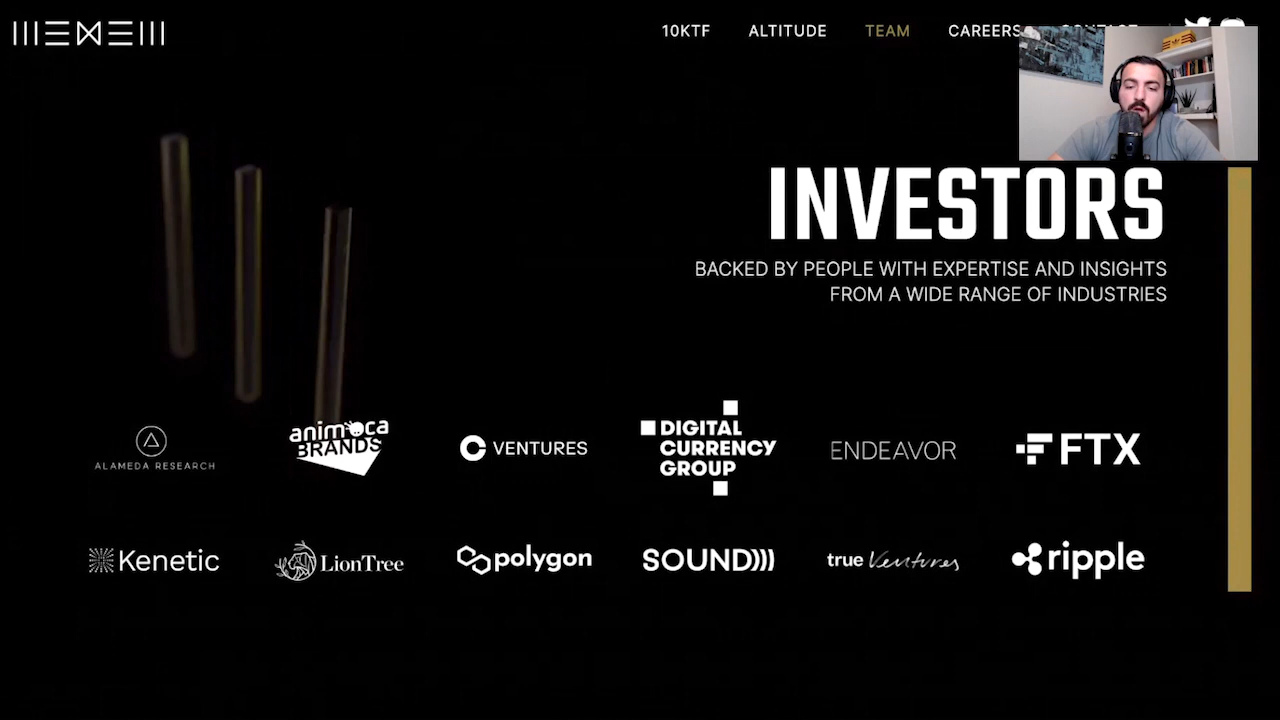 10KTF ALTITUDE TEAM CAREERS
INVESTORS
BACKED BY PEOPLE WITH EXPERTISE AND INSIGHTS
FROM A WIDE RANGE OF INDUSTRIES
ALAMEDA RESEARCH
animoca
BRANDS
VENTURES
DIGITAL
CURRENCY
GROUP
ENDEAVOR
FTX
Kenetic
LionTree
polygon
SOUND
true Ventures
ripple